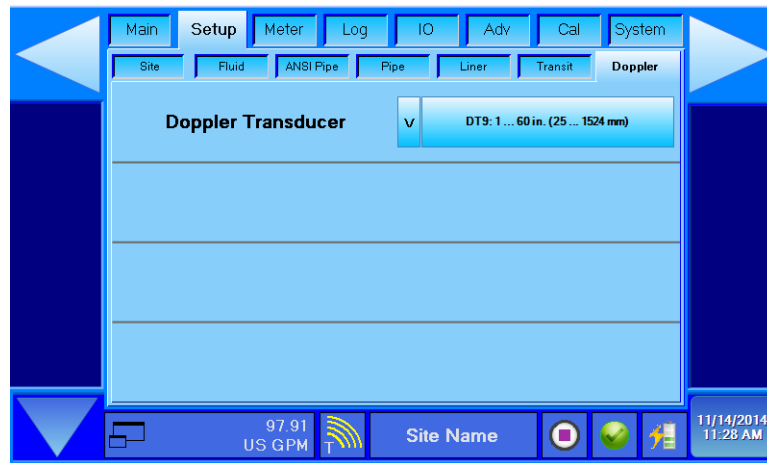 Main Setup Meter Log IO Adv Cal System
Site Fluid ANSI Pipe Pipe Liner Transit Doppler
Doppler Transducer v DT9: 1 ... 60 in. (25 ... 1524 mm)
97.91
US GPM T Site Name
11/14/2014
11:28 AM